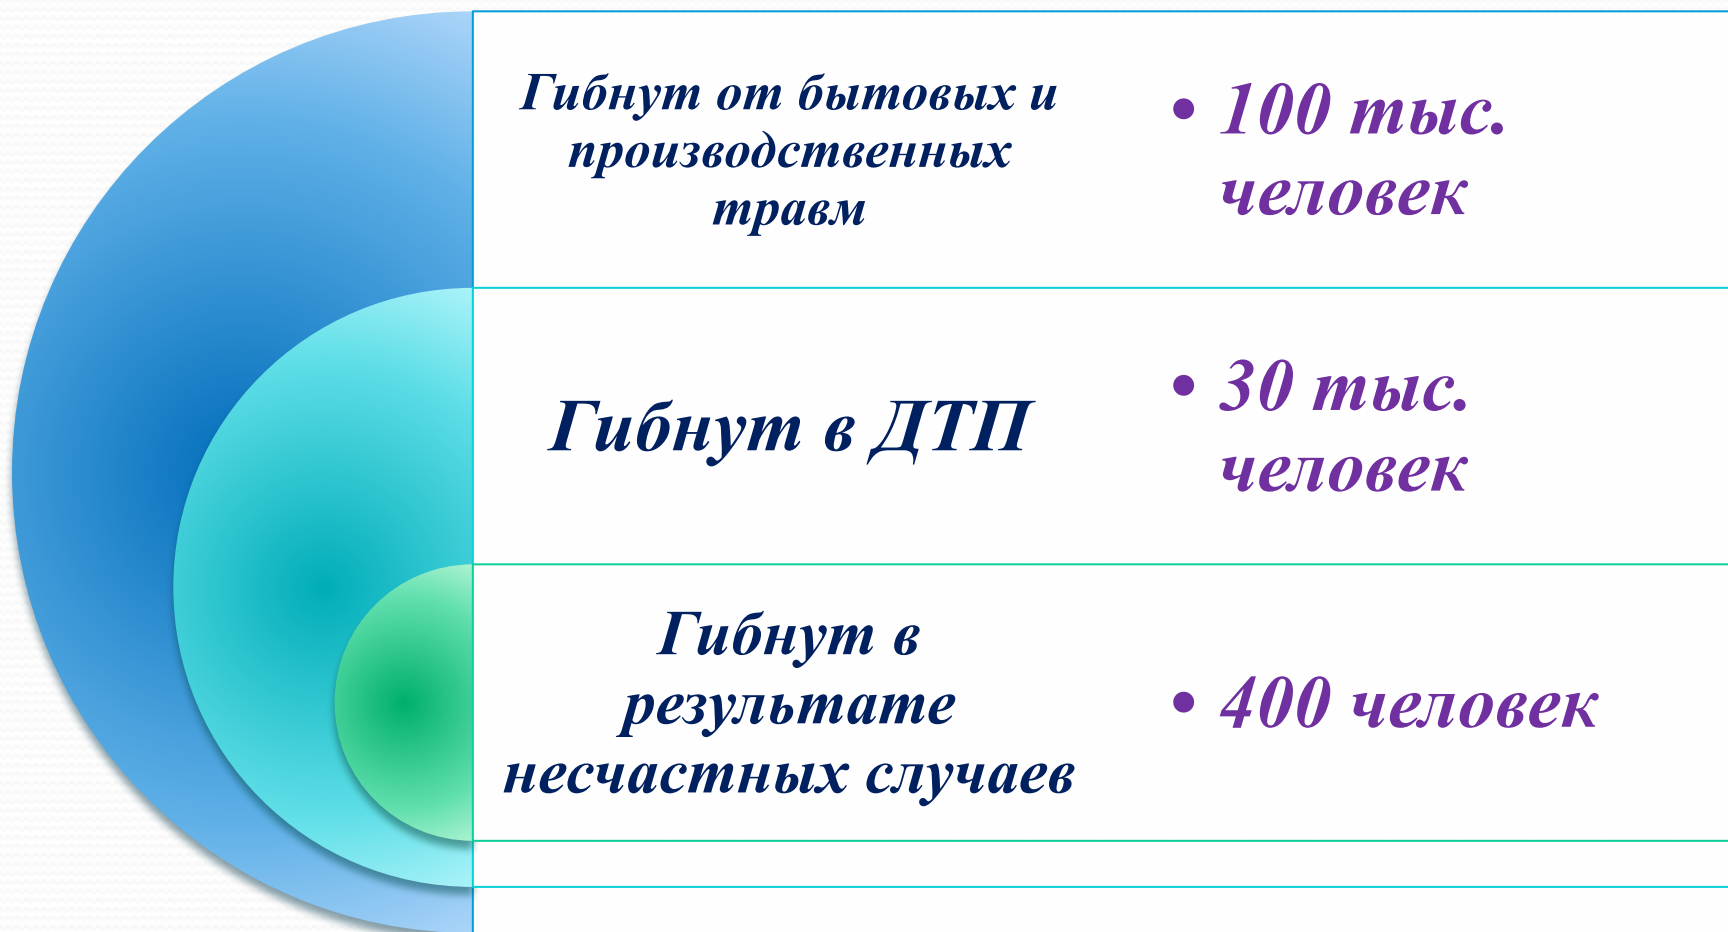 Гибнут от бытовых и
производственных
травм
• 100 тыс.
человек
Гибнут в ДТП
• 30 тыс.
человек
Гибнут в
результате
несчастных случаев
• 400 человек